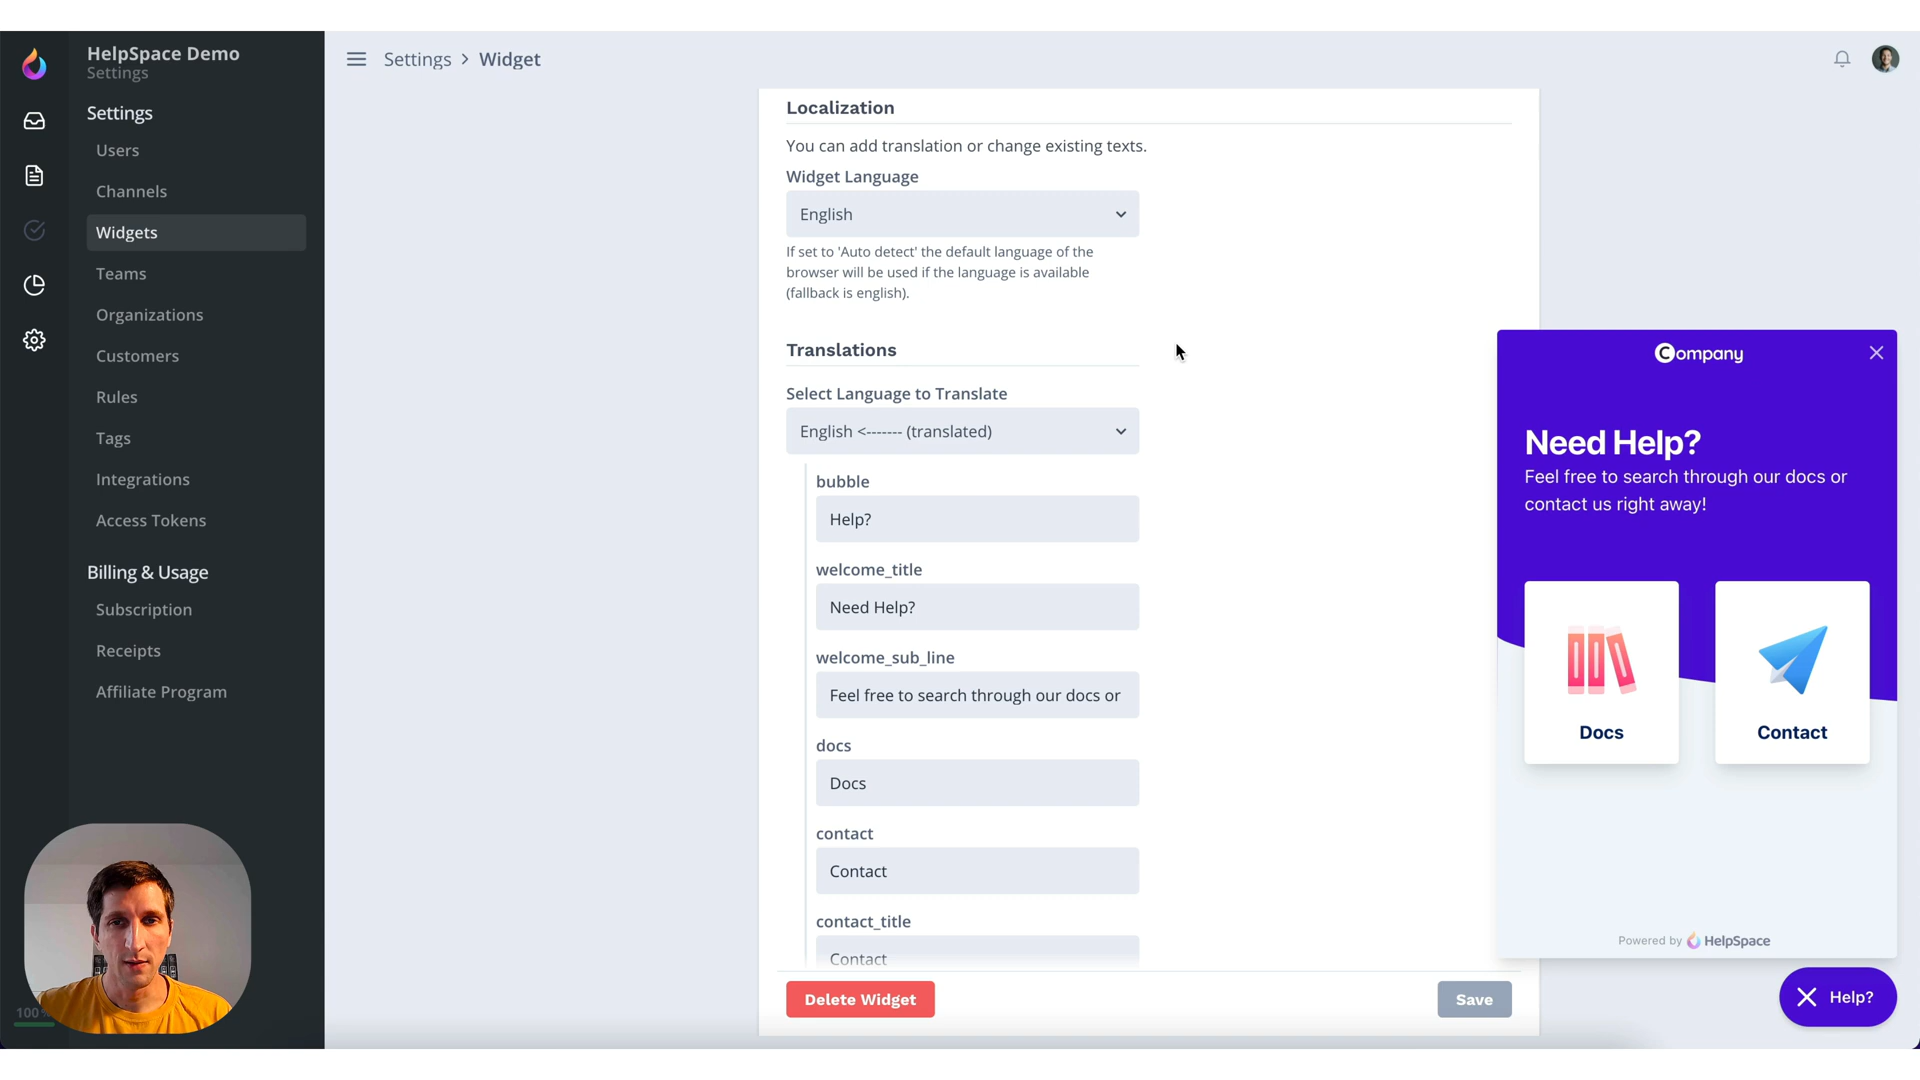 HelpSpace Demo
Settings
Settings
Users
Channels
Widgets
Teams
Organizations
Customers
Rules
Tags
Integrations
Access Tokens
Billing & Usage
Subscription
Receipts
Affiliate Program
Settings > Widget
Localization
You can add translation or change existing texts.
Widget Language
English
If set to 'Auto detect' the default language of the
browser will be used if the language is available
(fallback is english).
Translations
Select Language to Translate
English <------- (translated)
bubble
Help?
welcome_title
Need Help?
welcome_sub_line
Feel free to search through our docs or
docs
Docs
contact
Contact
contact_title
Contact
Delete Widget
Save
Company
Need Help?
Feel free to search through our docs or
contact us right away!
Docs
Contact
Powered by HelpSpace
Help?
100%